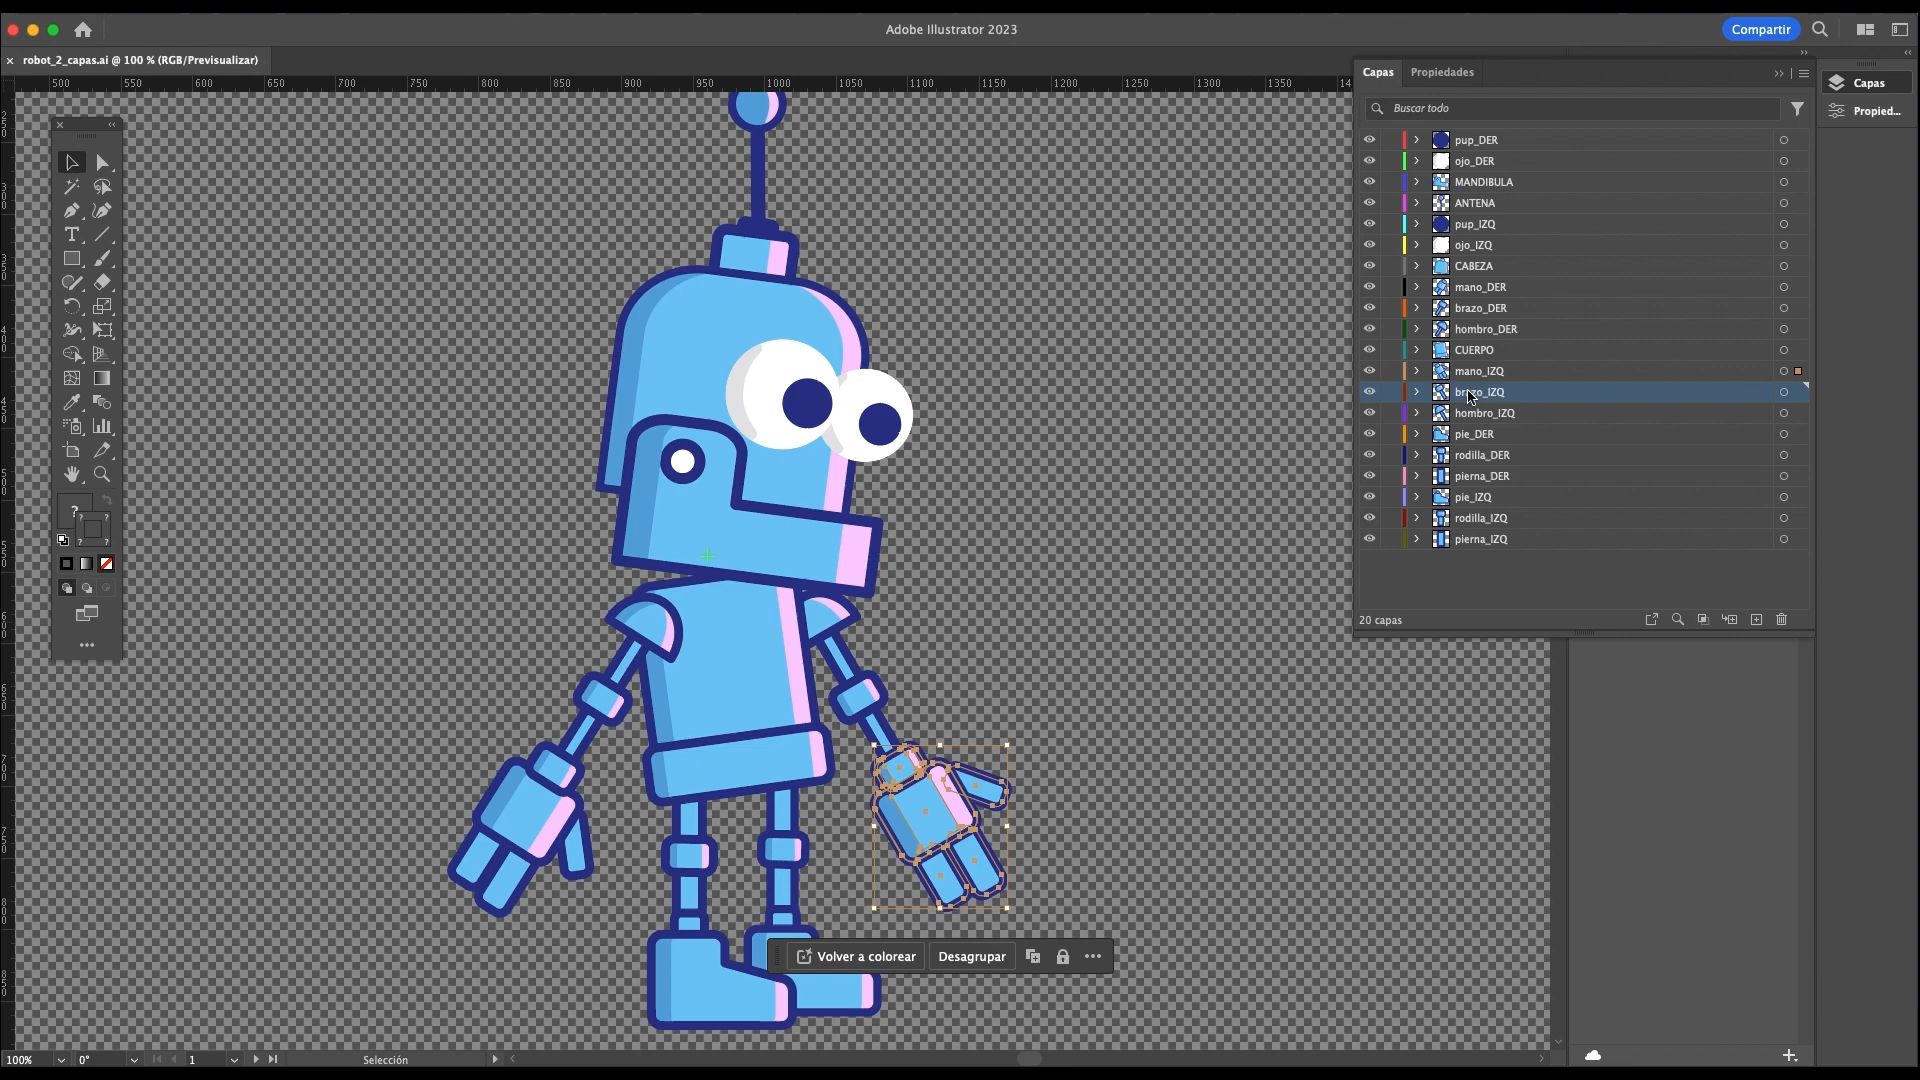 Adobe Illustrator 2023
Compartir
robot_2_capas.ai @ 100 % (RGB/Previsualizar)
500 550 600 650 700 750 800 850 900 950 1000 1050 1100 1150 1200 1250 1300 1350 14
Capas Propiedades
Capas
Propied...
Buscar todo
pup_DER
ojo_DER
MANDIBULA
ANTENA
pup_IZQ
ojo_IZQ
CABEZA
mano_DER
brazo_DER
hombro_DER
CUERPO
mano_IZQ
brazo_IZQ
hombro_IZQ
pie_DER
rodilla_DER
pierna_DER
pie_IZQ
rodilla_IZQ
pierna_IZQ
20 capas
Volver a colorear Desagrupar
100% 0° 1 Selección